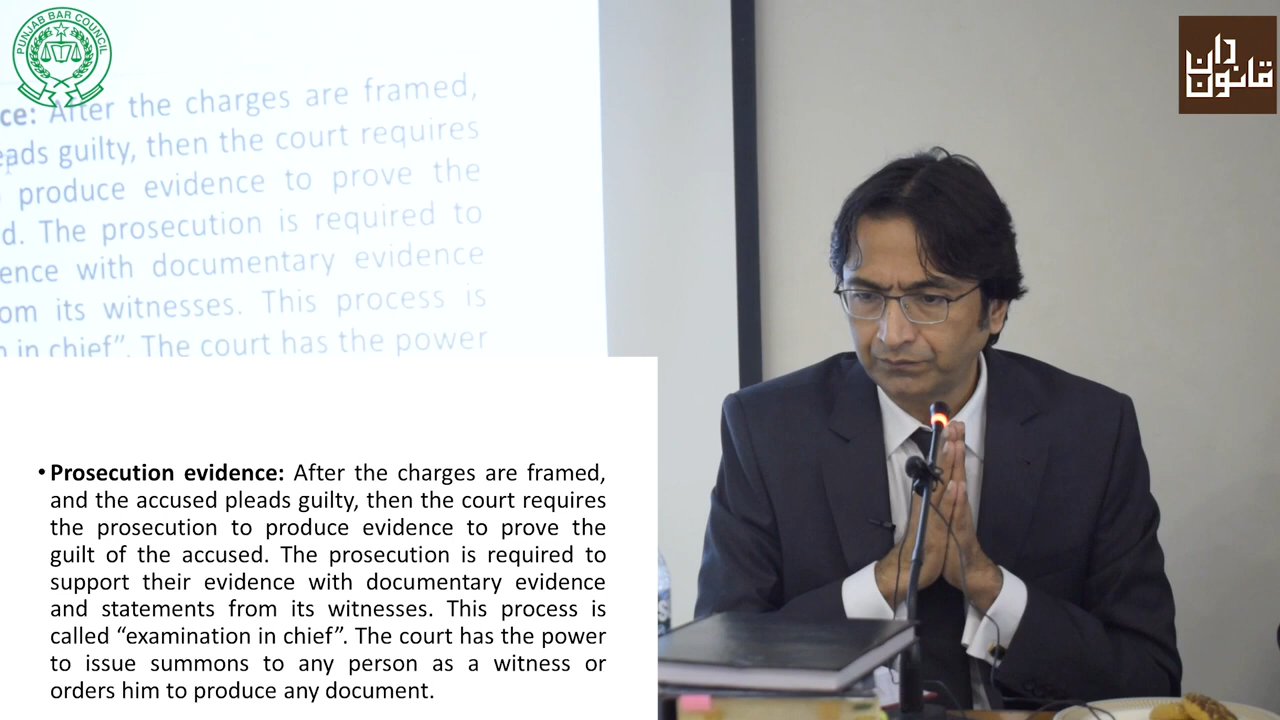 PUNJAB BAR COUNCIL
قانون دان
ce: After the charges are framed,
eads guilty, then the court requires
produce evidence to prove the
d. The prosecution is required to
ence with documentary evidence
om its witnesses. This process is
in chief”. The court has the power
• Prosecution evidence: After the charges are framed,
and the accused pleads guilty, then the court requires
the prosecution to produce evidence to prove the
guilt of the accused. The prosecution is required to
support their evidence with documentary evidence
and statements from its witnesses. This process is
called “examination in chief”. The court has the power
to issue summons to any person as a witness or
orders him to produce any document.